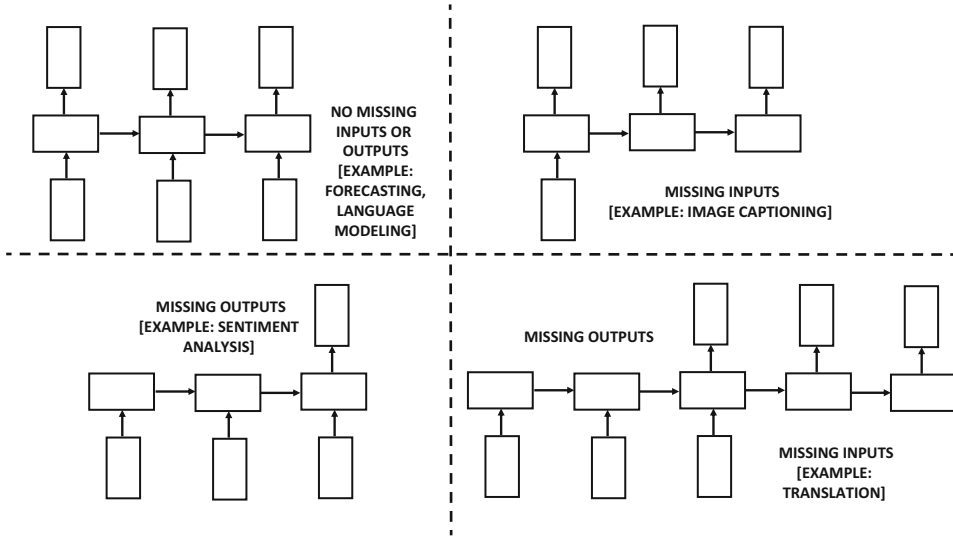 NO MISSING
INPUTS OR
OUTPUTS
[EXAMPLE:
FORECASTING,
LANGUAGE
MODELING]
MISSING INPUTS
[EXAMPLE: IMAGE CAPTIONING]
MISSING OUTPUTS
[EXAMPLE: SENTIMENT
ANALYSIS]
MISSING OUTPUTS
MISSING INPUTS
[EXAMPLE:
TRANSLATION]